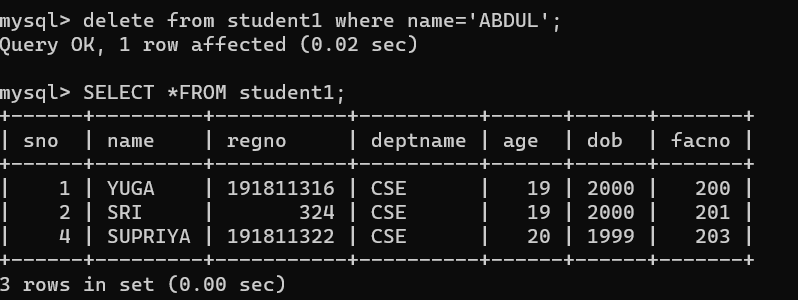 mysql> delete from student1 where name='ABDUL';
Query OK, 1 row affected (0.02 sec)

mysql> SELECT *FROM student1;
+------+---------+-----------+----------+------+------+-------+
| sno  | name    | regno     | deptname | age  | dob  | facno |
+------+---------+-----------+----------+------+------+-------+
|    1 | YUGA    | 191811316 | CSE      |   19 | 2000 |   200 |
|    2 | SRI     |       324 | CSE      |   19 | 2000 |   201 |
|    4 | SUPRIYA | 191811322 | CSE      |   20 | 1999 |   203 |
+------+---------+-----------+----------+------+------+-------+
3 rows in set (0.00 sec)